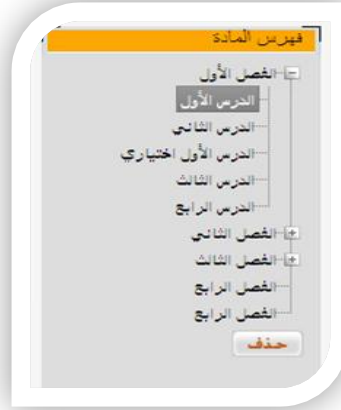 فهرس المادة
الفصل الأول
الدرس الأول
الدرس الثاني
الدرس الأول اختياري
الدرس الثالث
الدرس الرابع
الفصل الثاني
الفصل الثالث
الفصل الرابع
الفصل الرابع
حذف